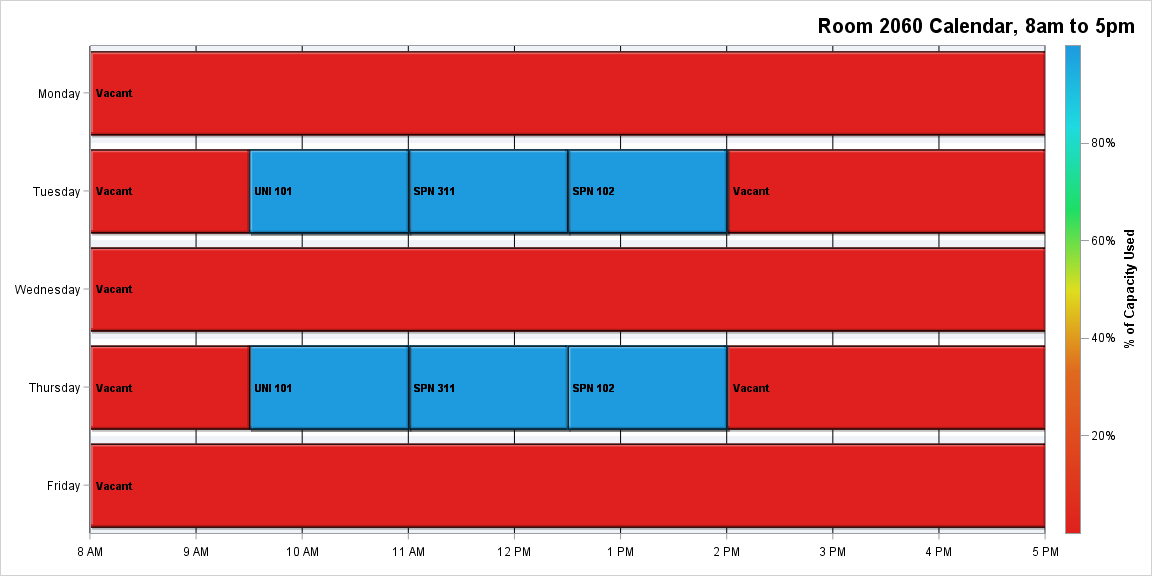 Room 2060 Calendar, 8am to 5pm
Monday
Vacant
Tuesday
Vacant
UNI 101
SPN 311
SPN 102
Vacant
Wednesday
Vacant
Thursday
Vacant
UNI 101
SPN 311
SPN 102
Vacant
Friday
Vacant
8 AM
9 AM
10 AM
11 AM
12 PM
1 PM
2 PM
3 PM
4 PM
5 PM
80%
60%
40%
20%
% of Capacity Used